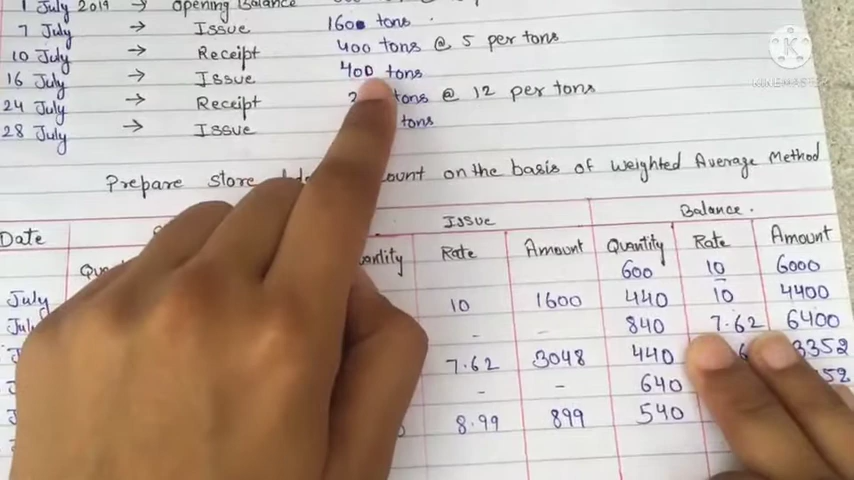 1 July 2019 → Opening Balance
7 July → Issue 160 tons
10 July → Receipt 400 tons @ 5 per tons
16 July → Issue 400 tons
24 July → Receipt tons @ 12 per tons
28 July → Issue tons
Prepare store on the basis of Weighted Average Method
Date Issue Balance
Rate Amount Quantity Rate Amount
600 10 6000
July 10 1600 440 10 4400
July - - 840 7.62 6400
7.62 3048 440 3352
- - 640
8.99 899 540
KINEMASTER